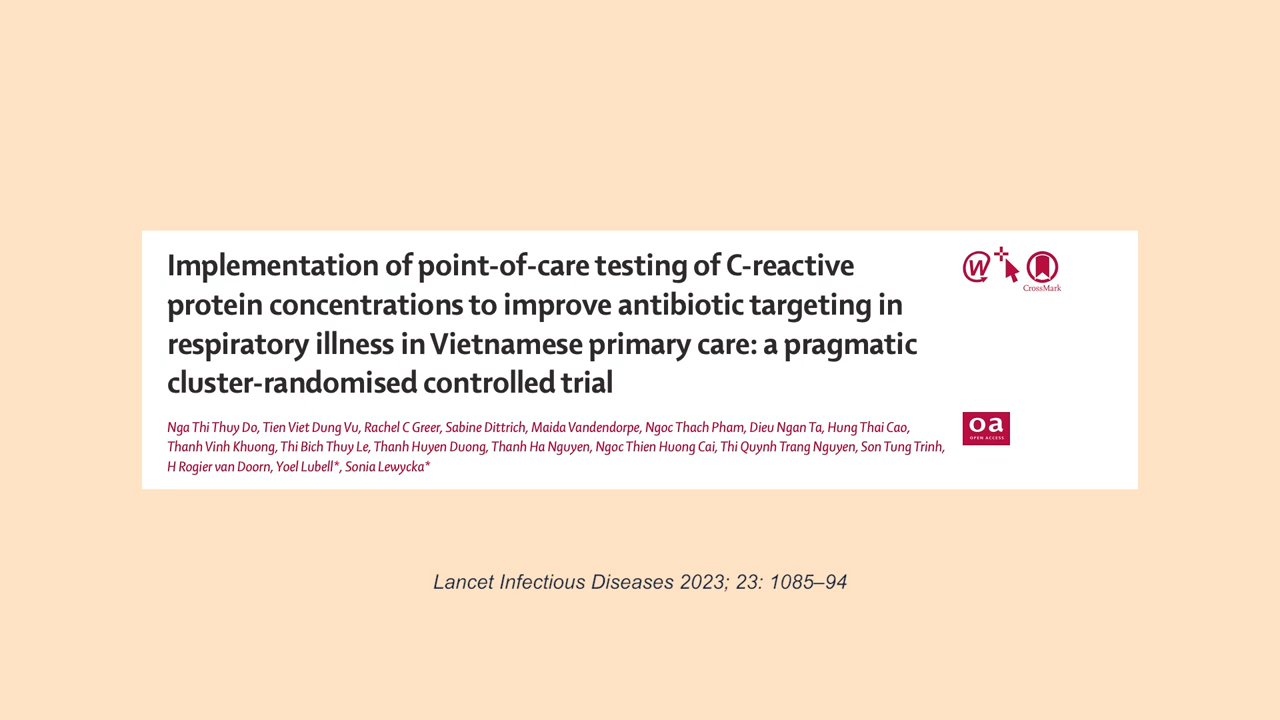 Implementation of point-of-care testing of C-reactive
protein concentrations to improve antibiotic targeting in
respiratory illness in Vietnamese primary care: a pragmatic
cluster-randomised controlled trial
W
CrossMark
Nga Thi Thuy Do, Tien Viet Dung Vu, Rachel C Greer, Sabine Dittrich, Maida Vandendorpe, Ngoc Thach Pham, Dieu Ngan Ta, Hung Thai Cao,
Thanh Vinh Khuong, Thi Bich Thuy Le, Thanh Huyen Duong, Thanh Ha Nguyen, Ngoc Thien Huong Cai, Thi Quynh Trang Nguyen, Son Tung Trinh,
H Rogier van Doorn, Yoel Lubell*, Sonia Lewycka*
oa
OPEN ACCESS
Lancet Infectious Diseases 2023; 23: 1085–94